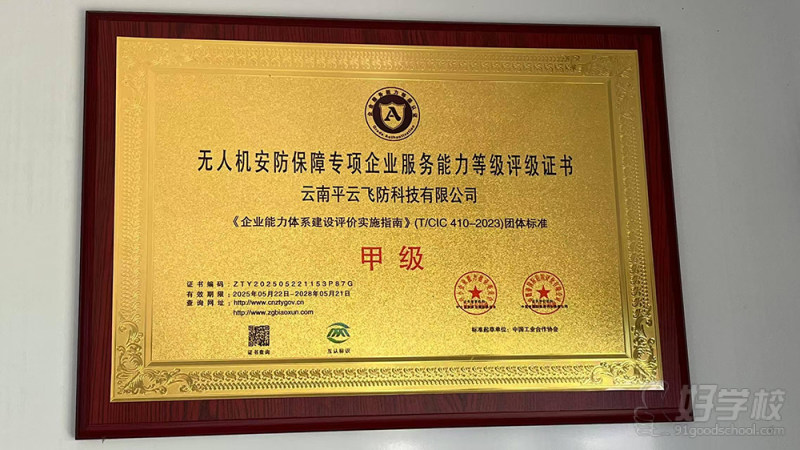 A
无人机安防保障专项企业服务能力等级评级证书
云南平云飞防科技有限公司
《企业能力体系建设评价实施指南》(T/CIC 410-2023)团体标准
甲级
证书编码：ZTY202505221153P87G
有效期限：2025年05月22日-2028年05月21日
查询网址：http://www.cnztygov.cn
http://www.zgbiaoxun.com
证书查询
互认标识
标准起草单位：中国工业合作协会
好学校
91goodschool.com